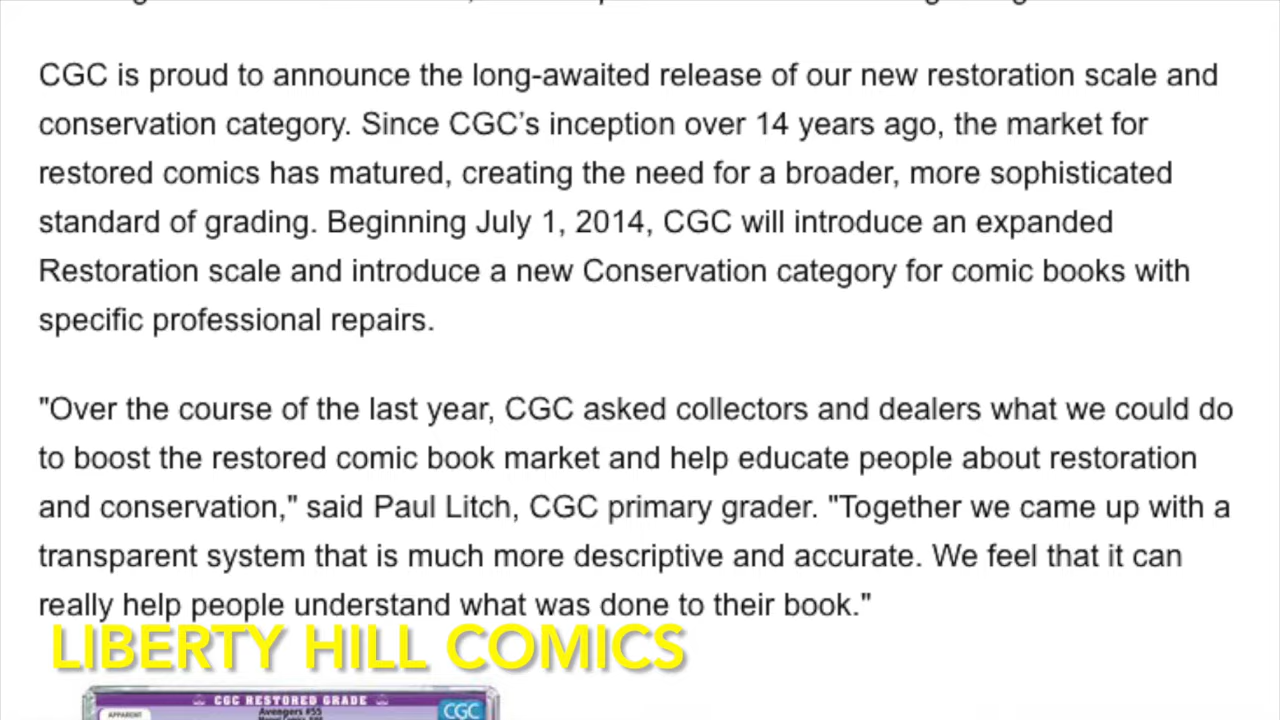 CGC is proud to announce the long-awaited release of our new restoration scale and
conservation category. Since CGC’s inception over 14 years ago, the market for
restored comics has matured, creating the need for a broader, more sophisticated
standard of grading. Beginning July 1, 2014, CGC will introduce an expanded
Restoration scale and introduce a new Conservation category for comic books with
specific professional repairs.
"Over the course of the last year, CGC asked collectors and dealers what we could do
to boost the restored comic book market and help educate people about restoration
and conservation," said Paul Litch, CGC primary grader. "Together we came up with a
transparent system that is much more descriptive and accurate. We feel that it can
really help people understand what was done to their book."
LIBERTY HILL COMICS
CGC RESTORED GRADE
APPARENT
Avengers #55
CGC